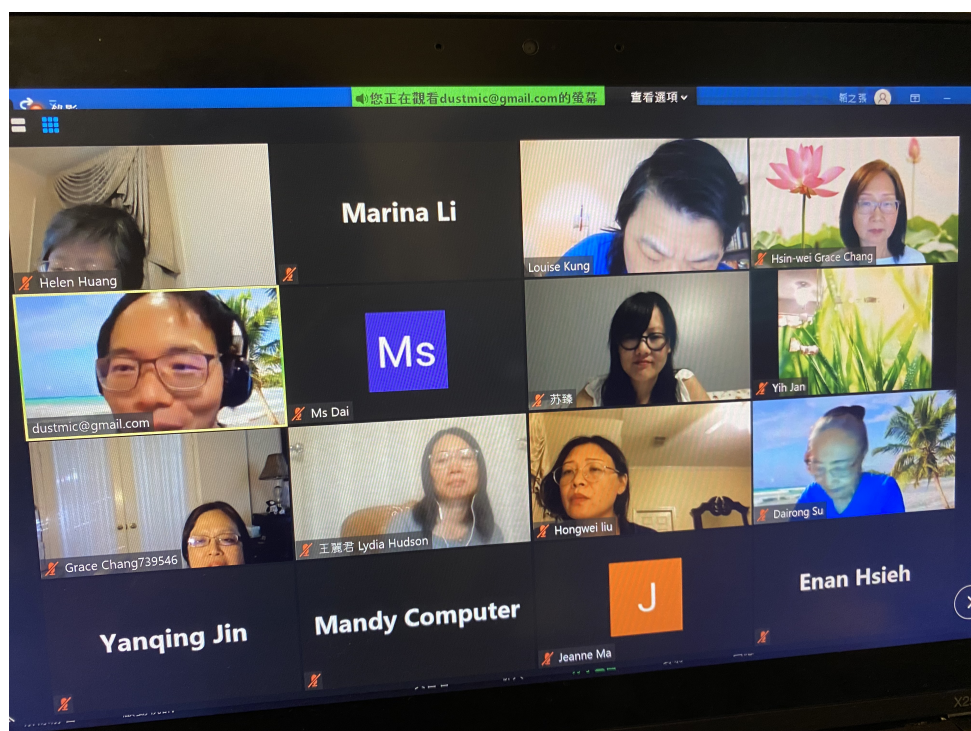 您正在觀看dustmic@gmail.com的螢幕
查看選項
Helen Huang
Marina Li
Louise Kung
Hsin-wei Grace Chang
dustmic@gmail.com
Ms
Ms Dai
苏臻
Yih Jan
Grace Chang739546
王麗君 Lydia Hudson
Hongwei liu
Dairong Su
Yanqing Jin
Mandy Computer
J
Jeanne Ma
Enan Hsieh